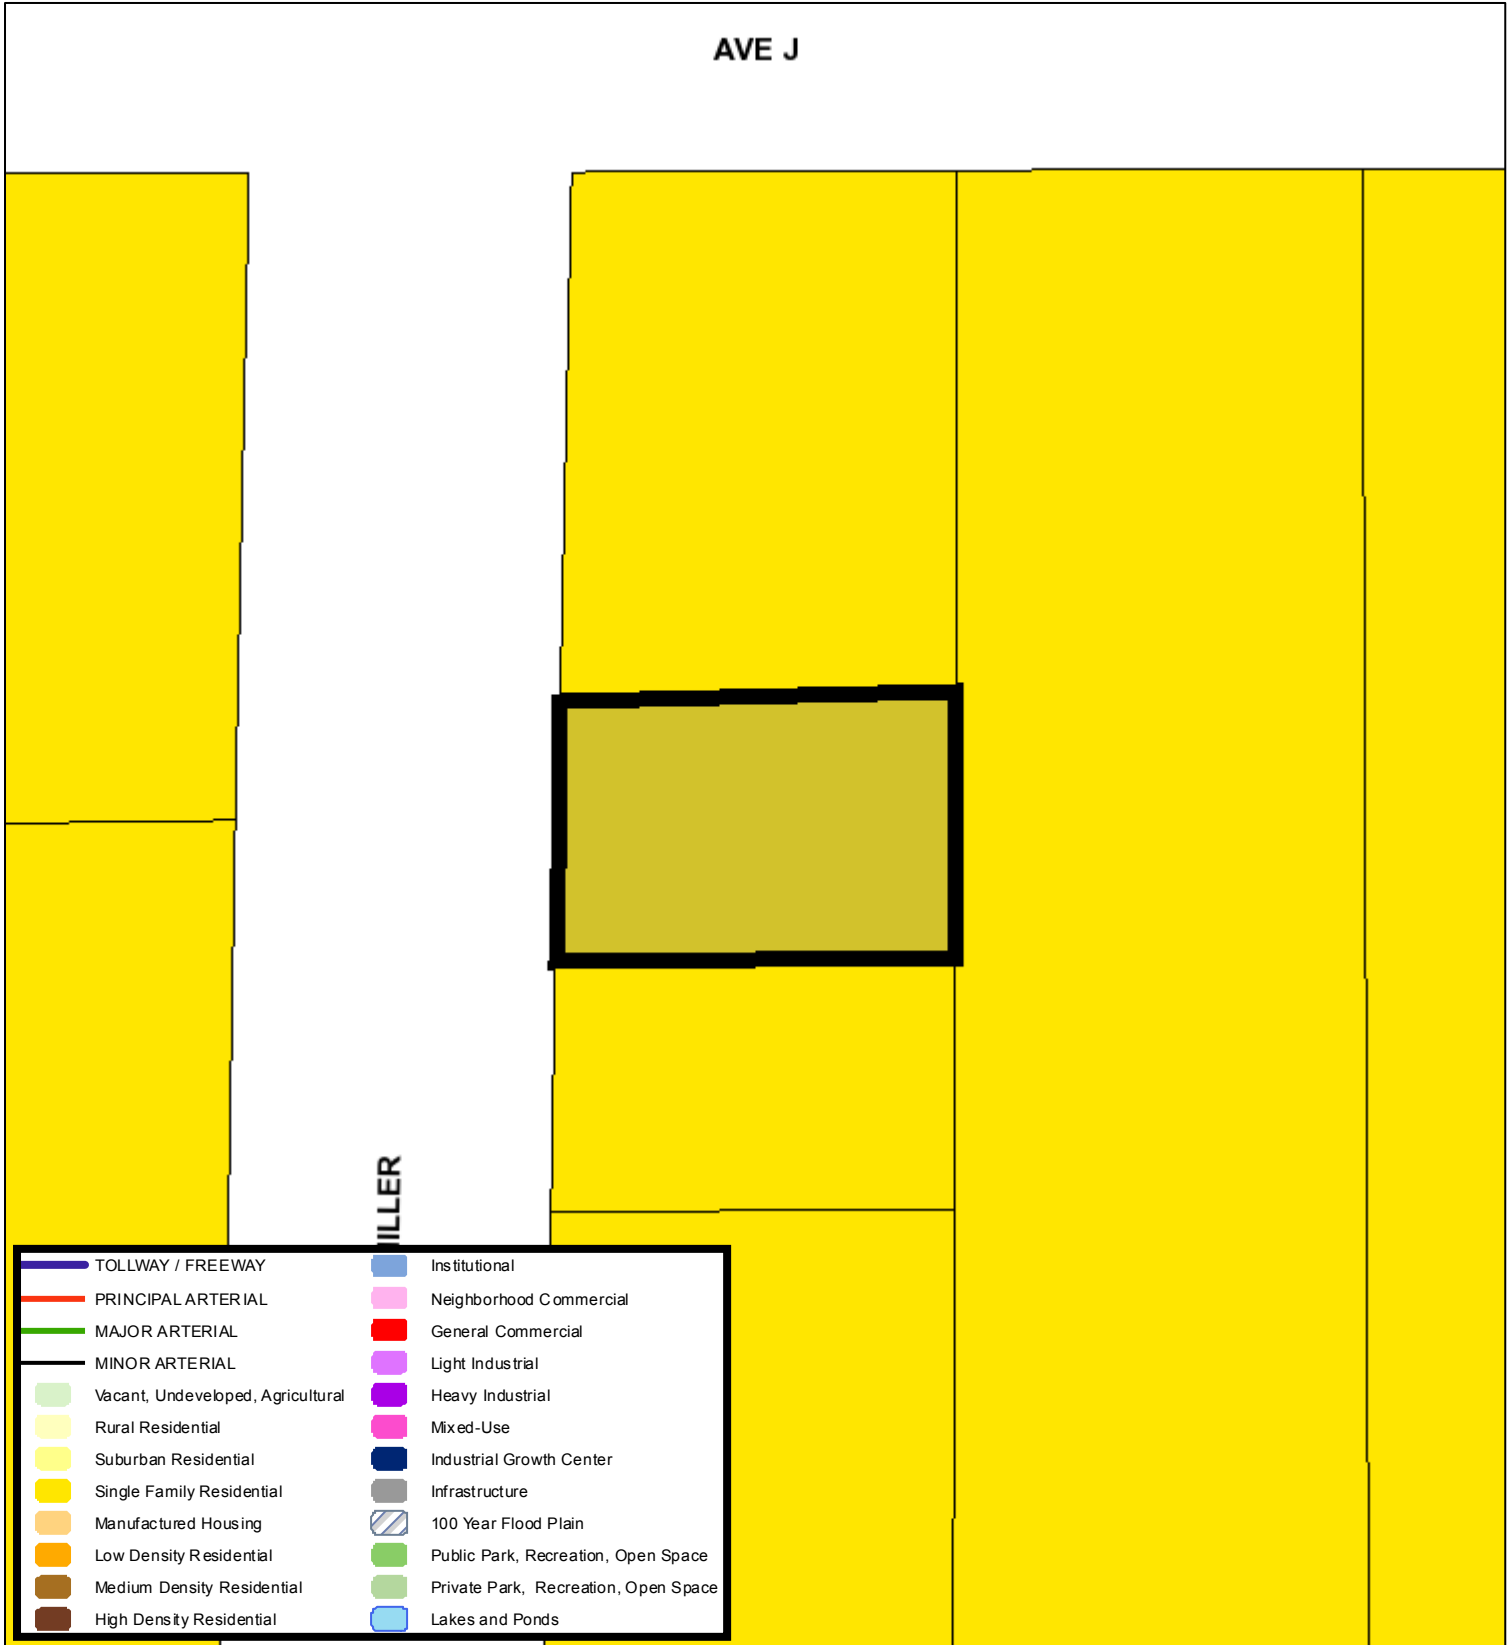 AVE J
ILLER
TOLLWAY / FREEWAY
PRINCIPAL ARTERIAL
MAJOR ARTERIAL
MINOR ARTERIAL
Vacant, Undeveloped, Agricultural
Rural Residential
Suburban Residential
Single Family Residential
Manufactured Housing
Low Density Residential
Medium Density Residential
High Density Residential
Institutional
Neighborhood Commercial
General Commercial
Light Industrial
Heavy Industrial
Mixed-Use
Industrial Growth Center
Infrastructure
100 Year Flood Plain
Public Park, Recreation, Open Space
Private Park, Recreation, Open Space
Lakes and Ponds